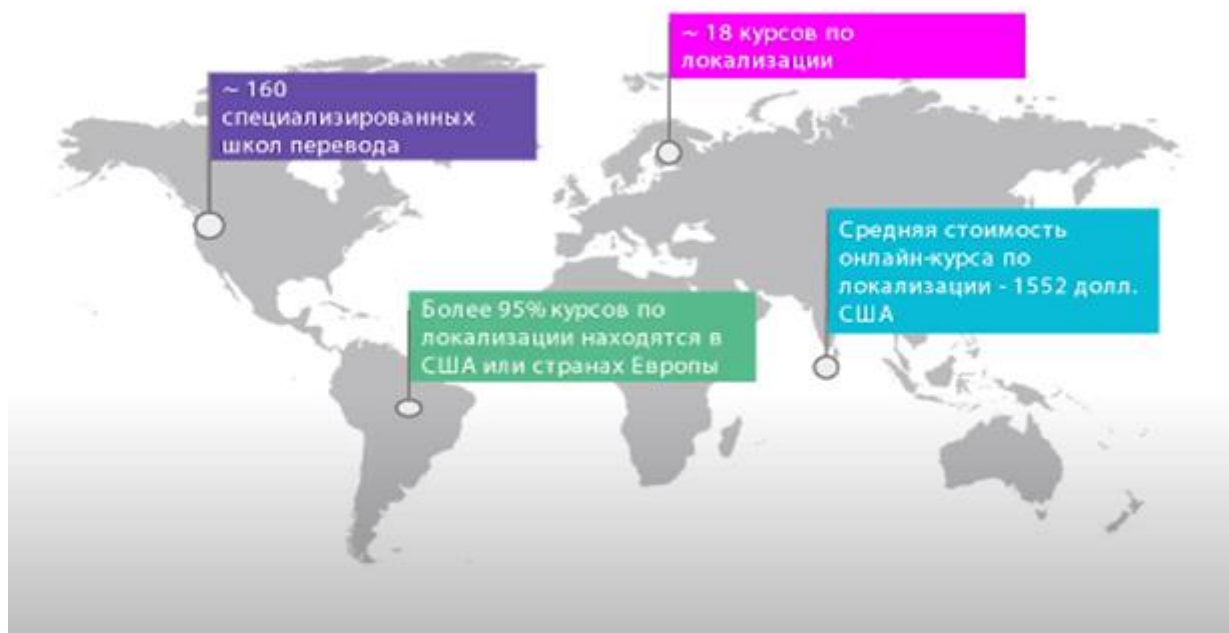 ~ 18 курсов по
локализации
~ 160
специализированных
школ перевода
Средняя стоимость
онлайн-курса по
локализации - 1552 долл.
США
Более 95% курсов по
локализации находятся в
США или странах Европы